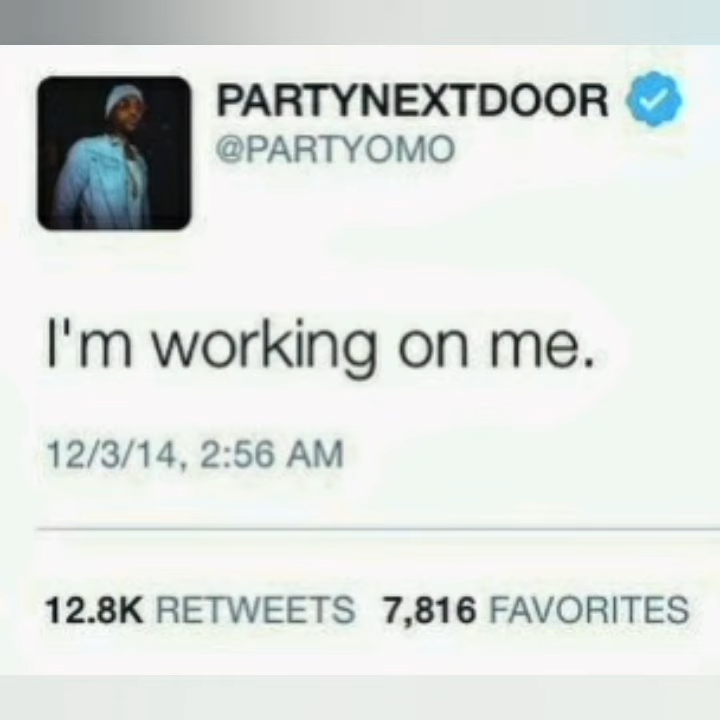 PARTYNEXTDOOR
@PARTYOMO
I'm working on me.
12/3/14, 2:56 AM
12.8K RETWEETS 7,816 FAVORITES